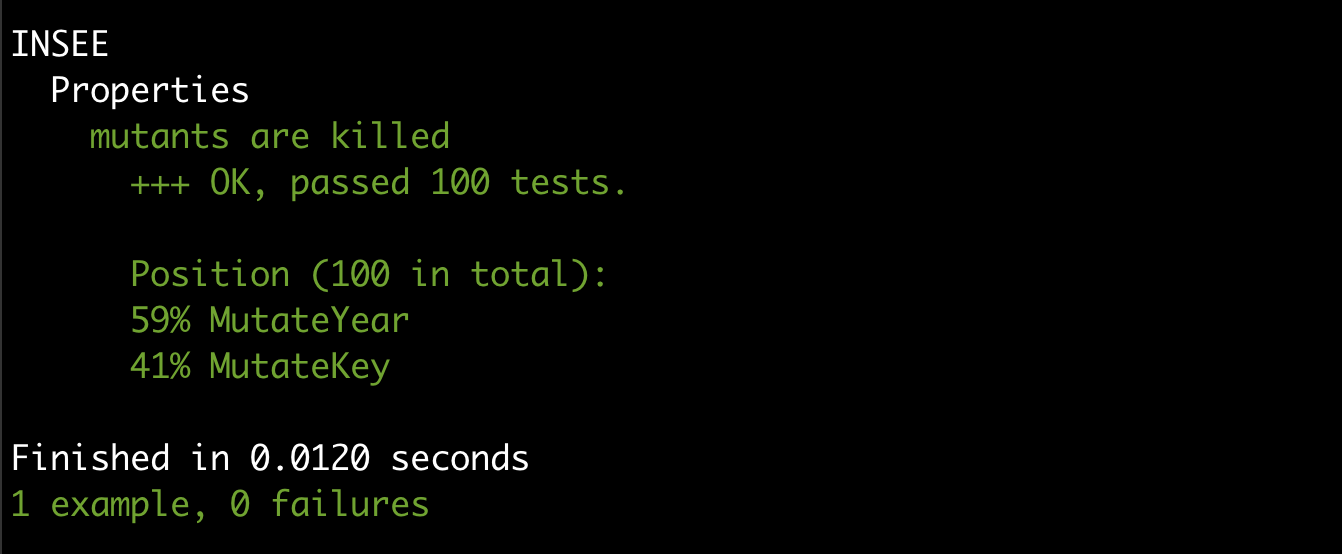 INSEE
Properties
mutants are killed
+++ OK, passed 100 tests.
Position (100 in total):
59% MutateYear
41% MutateKey
Finished in 0.0120 seconds
1 example, 0 failures